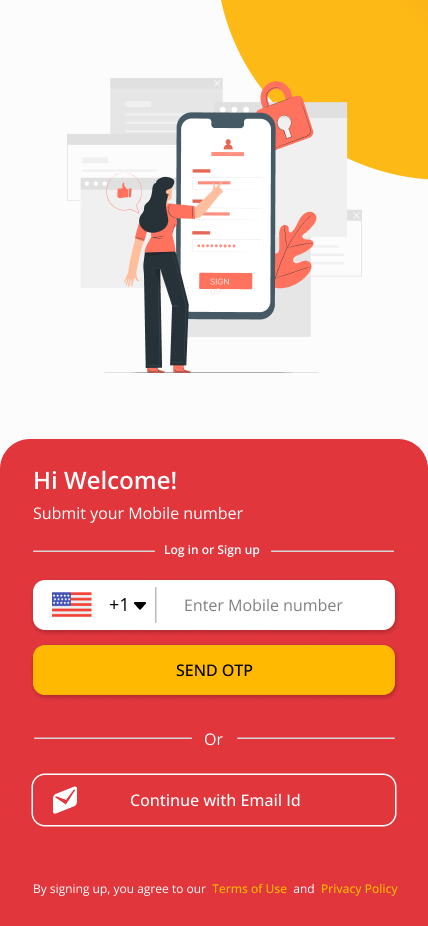 SIGN
Hi Welcome!
Submit your Mobile number
Log in or Sign up
+1 Enter Mobile number
SEND OTP
Or
Continue with Email Id
By signing up, you agree to our Terms of Use and Privacy Policy